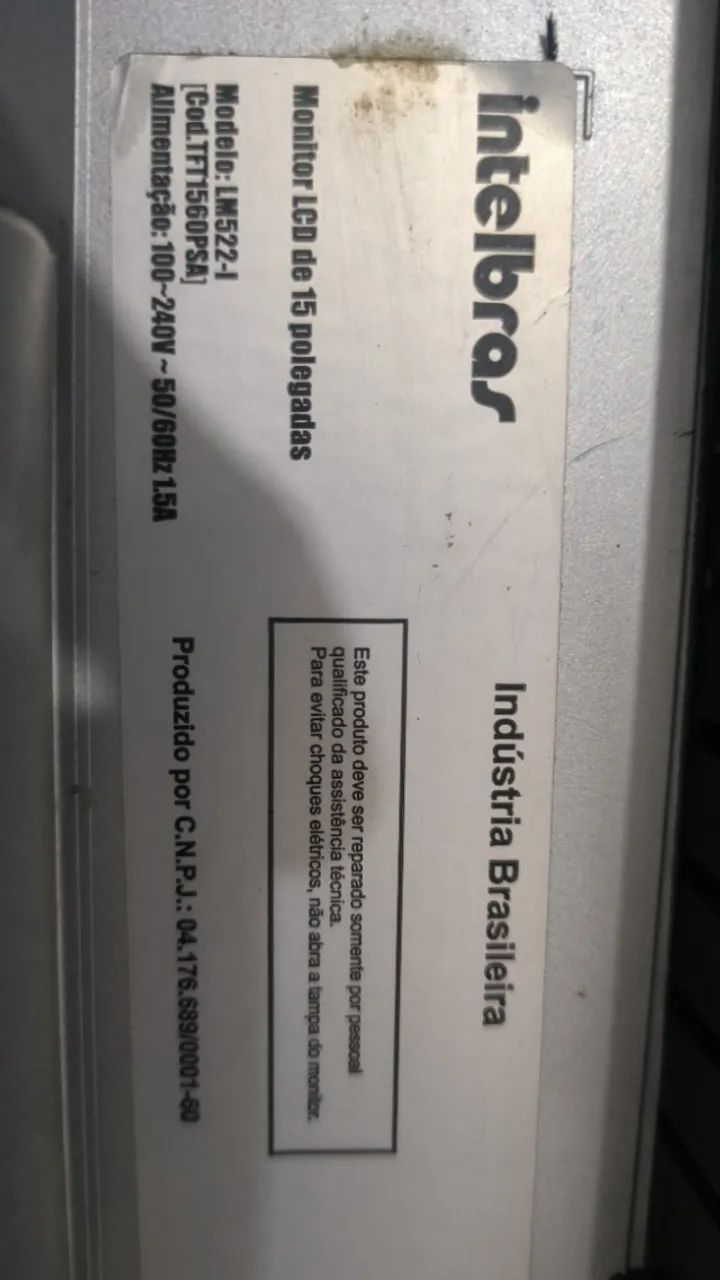 intelbras
Indústria Brasileira
Monitor LCD de 15 polegadas
Este produto deve ser reparado somente por pessoal
qualificado da assistência técnica.
Para evitar choques elétricos, não abra a tampa do monitor.
Modelo: LM522-I
[Cod.TFT1560PSA]
Alimentação: 100~240V ~ 50/60Hz 1.5A
Produzido por C.N.P.J.: 04.176.689/0001-60